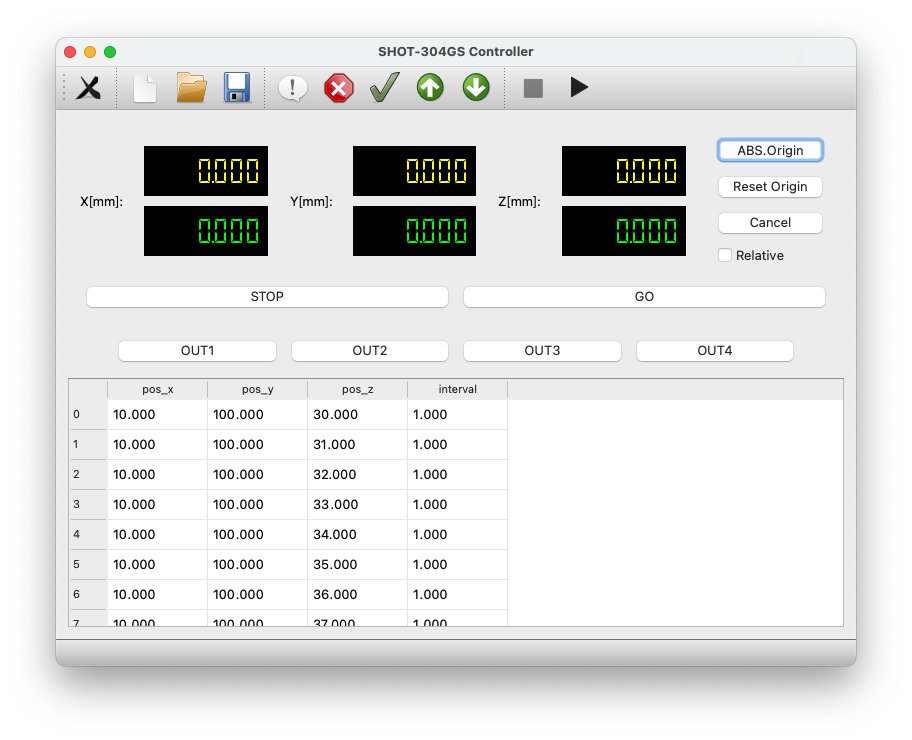 SHOT-304GS Controller
0.000 0.000 0.000 ABS.Origin
X[mm]: Y[mm]: Z[mm]: Reset Origin
0.000 0.000 0.000 Cancel
Relative
STOP GO
OUT1 OUT2 OUT3 OUT4
pos_x pos_y pos_z interval
0 10.000 100.000 30.000 1.000
1 10.000 100.000 31.000 1.000
2 10.000 100.000 32.000 1.000
3 10.000 100.000 33.000 1.000
4 10.000 100.000 34.000 1.000
5 10.000 100.000 35.000 1.000
6 10.000 100.000 36.000 1.000
7 10.000 100.000 37.000 1.000